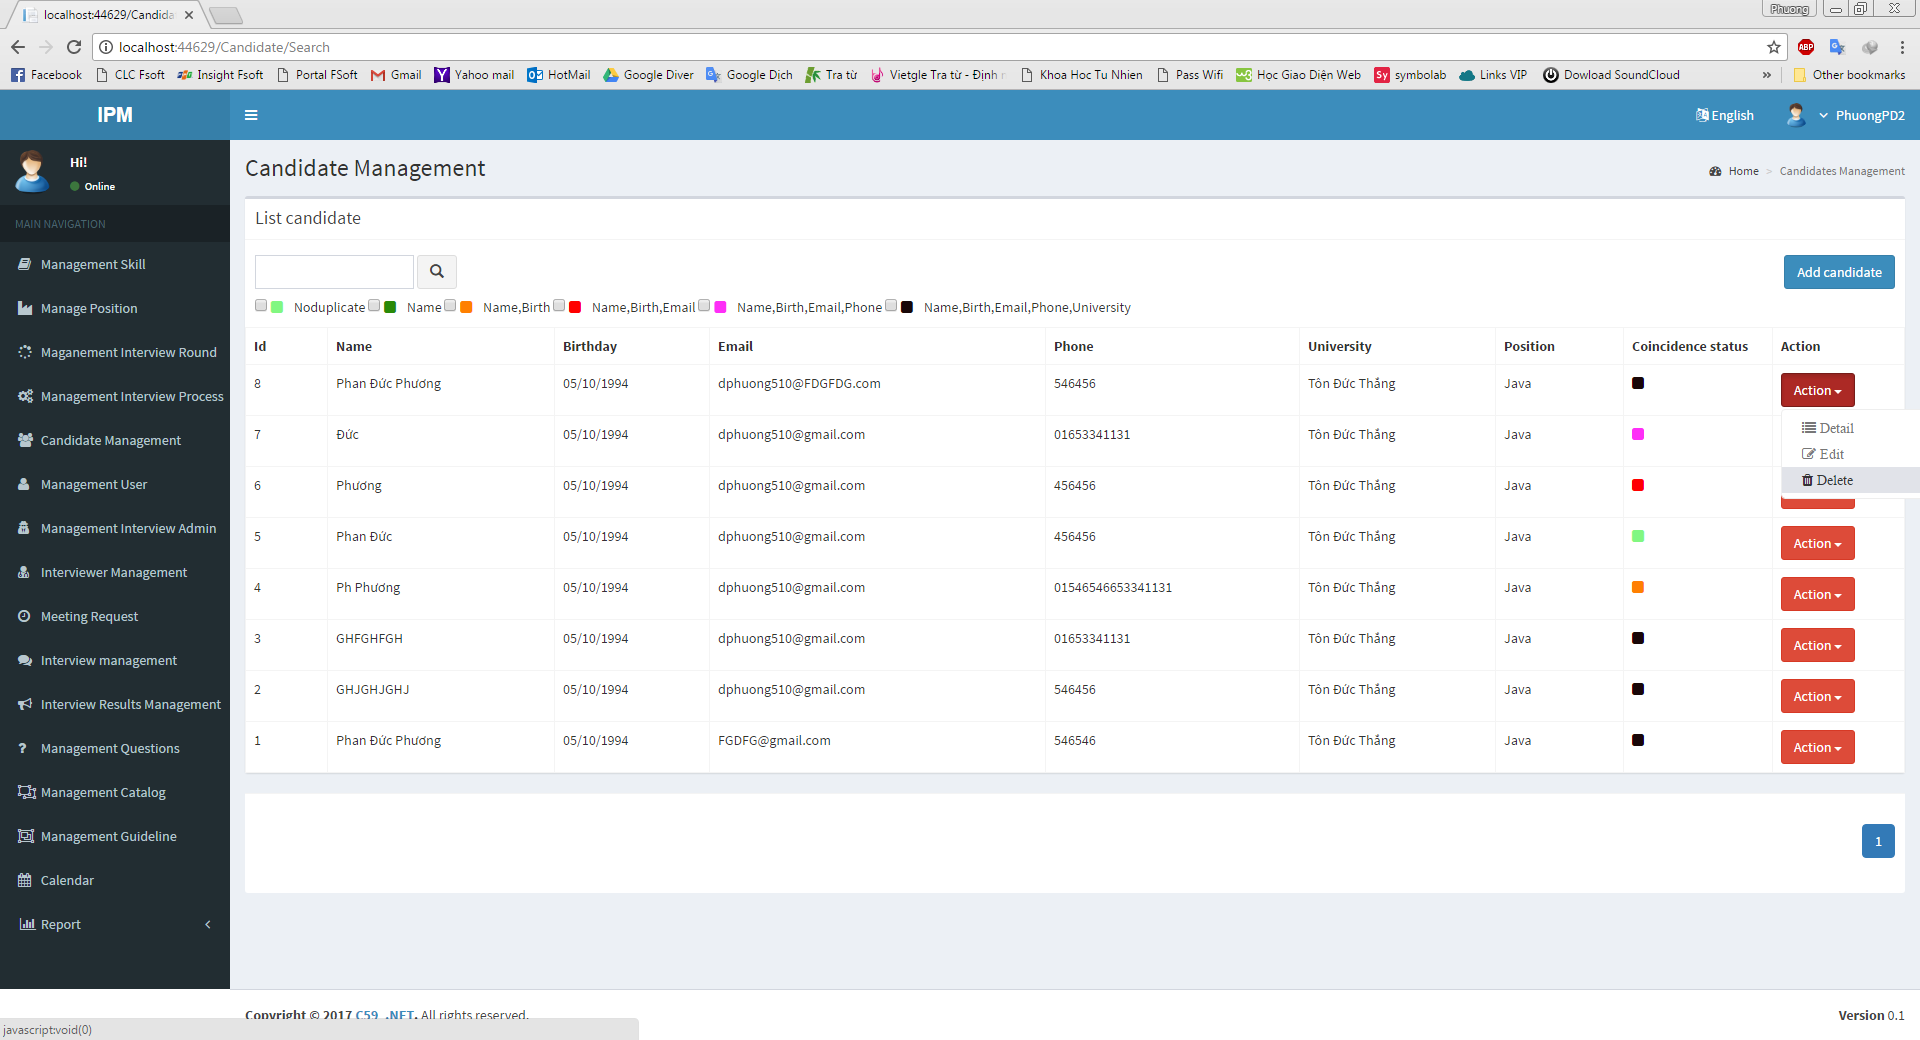 localhost:44629/Candida
Phuong
localhost:44629/Candidate/Search
ABP
Facebook CLC Fsoft Insight Fsoft Portal FSoft Gmail Yahoo mail HotMail Google Diver Google Dịch Tra từ Vietgle Tra từ - Định Khoa Hoc Tu Nhien Pass Wifi Học Giao Diện Web symbolab Links VIP Dowload SoundCloud » Other bookmarks
IPM
English
PhuongPD2
Hi!
Online
MAIN NAVIGATION
Management Skill
Manage Position
Maganement Interview Round
Management Interview Process
Candidate Management
Management User
Management Interview Admin
Interviewer Management
Meeting Request
Interview management
Interview Results Management
Management Questions
Management Catalog
Management Guideline
Calendar
Report
Candidate Management
Home > Candidates Management
List candidate
Add candidate
Noduplicate Name Name,Birth Name,Birth,Email Name,Birth,Email,Phone Name,Birth,Email,Phone,University
Id Name Birthday Email Phone University Position Coincidence status Action
8 Phan Đức Phương 05/10/1994 dphuong510@FDGFDG.com 546456 Tôn Đức Thắng Java Action
7 Đức 05/10/1994 dphuong510@gmail.com 01653341131 Tôn Đức Thắng Java
Detail
Edit
Delete
6 Phương 05/10/1994 dphuong510@gmail.com 456456 Tôn Đức Thắng Java
5 Phan Đức 05/10/1994 dphuong510@gmail.com 456456 Tôn Đức Thắng Java Action
4 Ph Phương 05/10/1994 dphuong510@gmail.com 01546546653341131 Tôn Đức Thắng Java Action
3 GHFGHFGH 05/10/1994 dphuong510@gmail.com 01653341131 Tôn Đức Thắng Java Action
2 GHJGHJGHJ 05/10/1994 dphuong510@gmail.com 546456 Tôn Đức Thắng Java Action
1 Phan Đức Phương 05/10/1994 FGDFG@gmail.com 546546 Tôn Đức Thắng Java Action
1
Copyright © 2017 C59_.NET. All rights reserved.
Version 0.1
javascript:void(0)